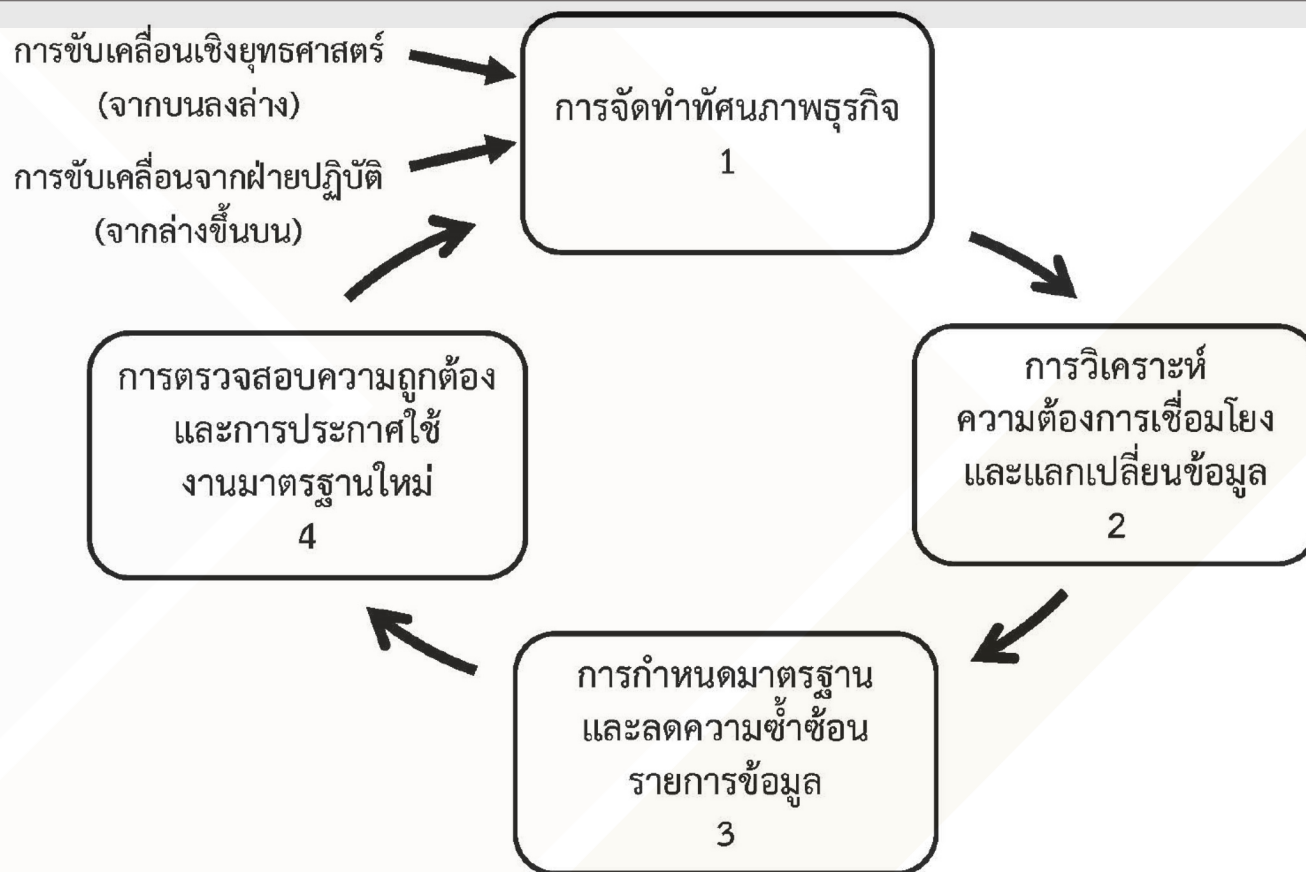 การขับเคลื่อนเชิงยุทธศาสตร์
(จากบนลงล่าง)
การขับเคลื่อนจากฝ่ายปฏิบัติ
(จากล่างขึ้นบน)
การจัดทำทัศนภาพธุรกิจ
1
การวิเคราะห์
ความต้องการเชื่อมโยง
และแลกเปลี่ยนข้อมูล
2
การกำหนดมาตรฐาน
และลดความซ้ำซ้อน
รายการข้อมูล
3
การตรวจสอบความถูกต้อง
และการประกาศใช้
งานมาตรฐานใหม่
4